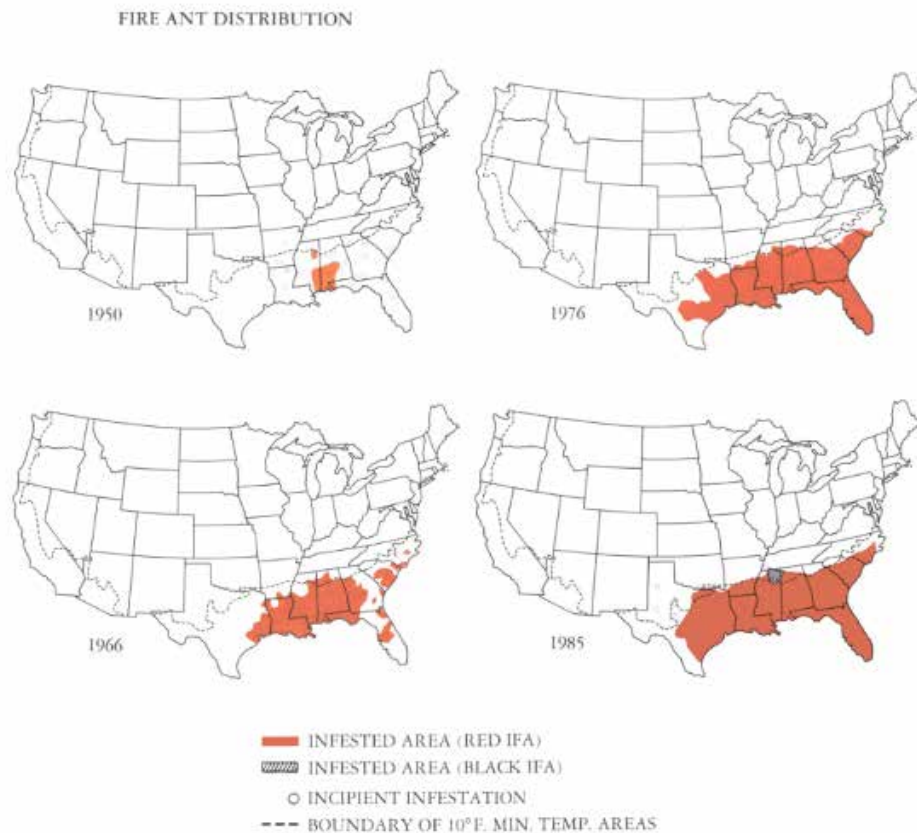 FIRE ANT DISTRIBUTION
1950
1976
1966
1985
INFESTED AREA (RED IFA)
INFESTED AREA (BLACK IFA)
INCIPIENT INFESTATION
BOUNDARY OF 10° F. MIN. TEMP. AREAS